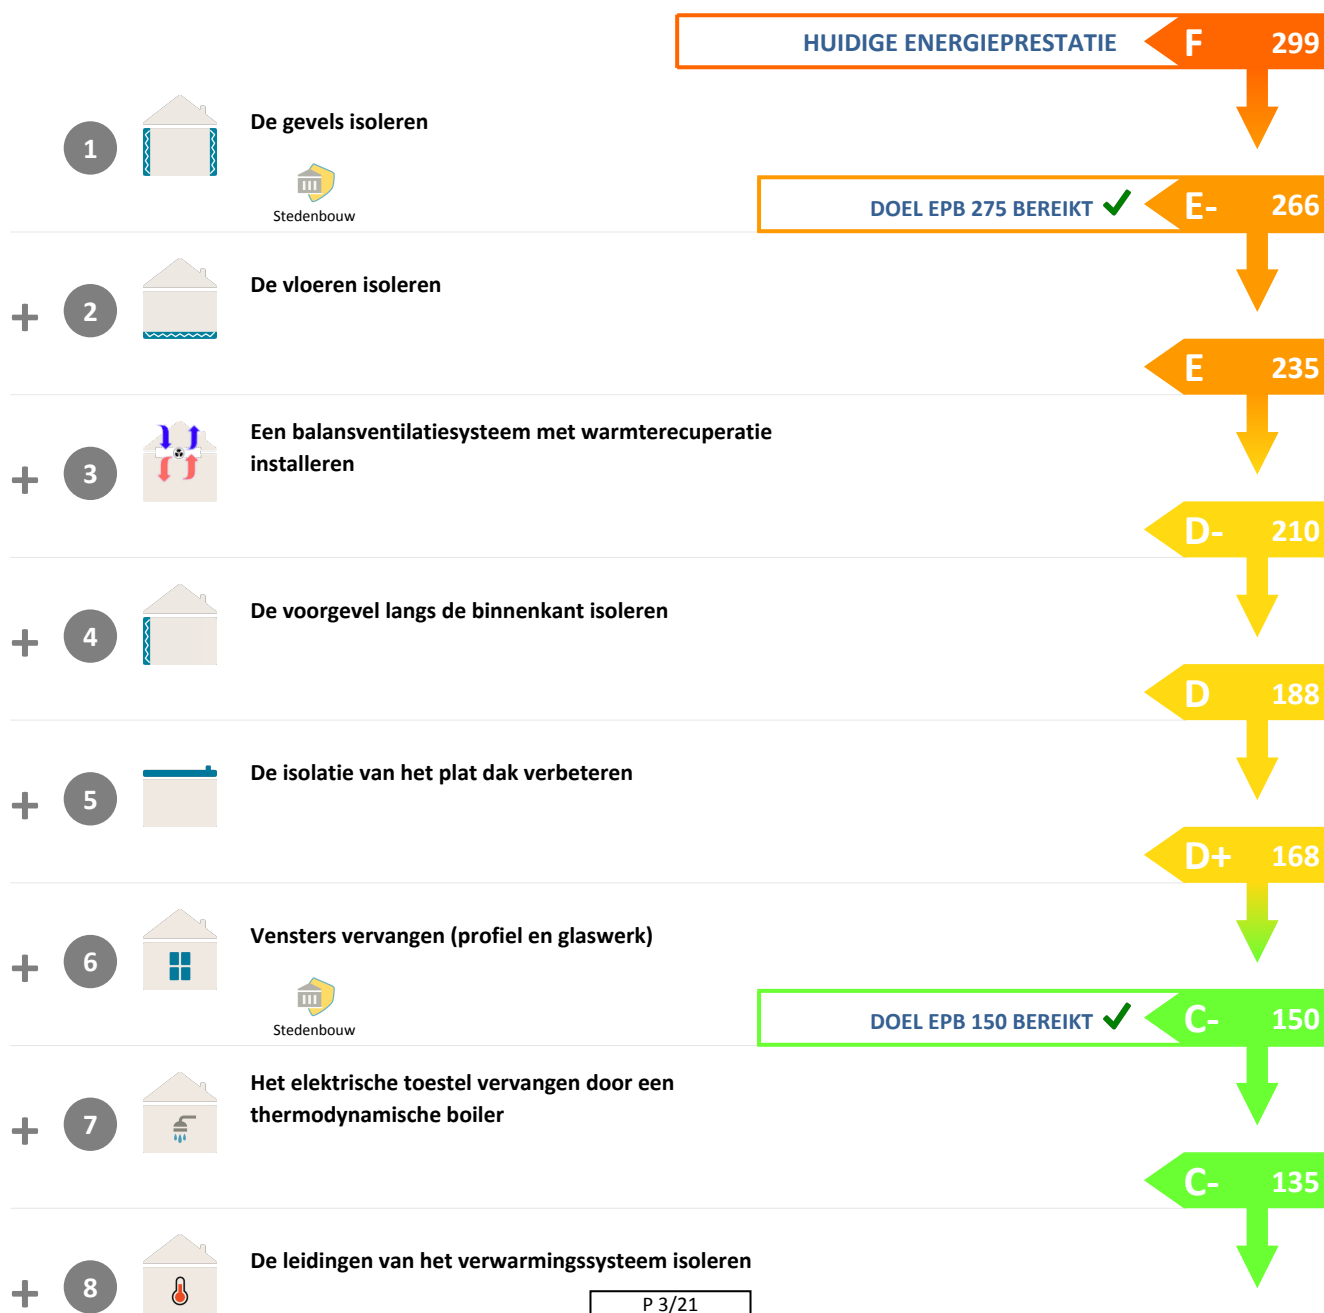 HUIDIGE ENERGIEPRESTATIE F 299
1 De gevels isoleren
Stedenbouw
DOEL EPB 275 BEREIKT E- 266
+ 2 De vloeren isoleren
E 235
+ 3 Een balansventilatiesysteem met warmterecuperatie
installeren
D- 210
+ 4 De voorgevel langs de binnenkant isoleren
D 188
+ 5 De isolatie van het plat dak verbeteren
D+ 168
+ 6 Vensters vervangen (profiel en glaswerk)
Stedenbouw
DOEL EPB 150 BEREIKT C- 150
+ 7 Het elektrische toestel vervangen door een
thermodynamische boiler
C- 135
+ 8 De leidingen van het verwarmingssysteem isoleren
P 3/21